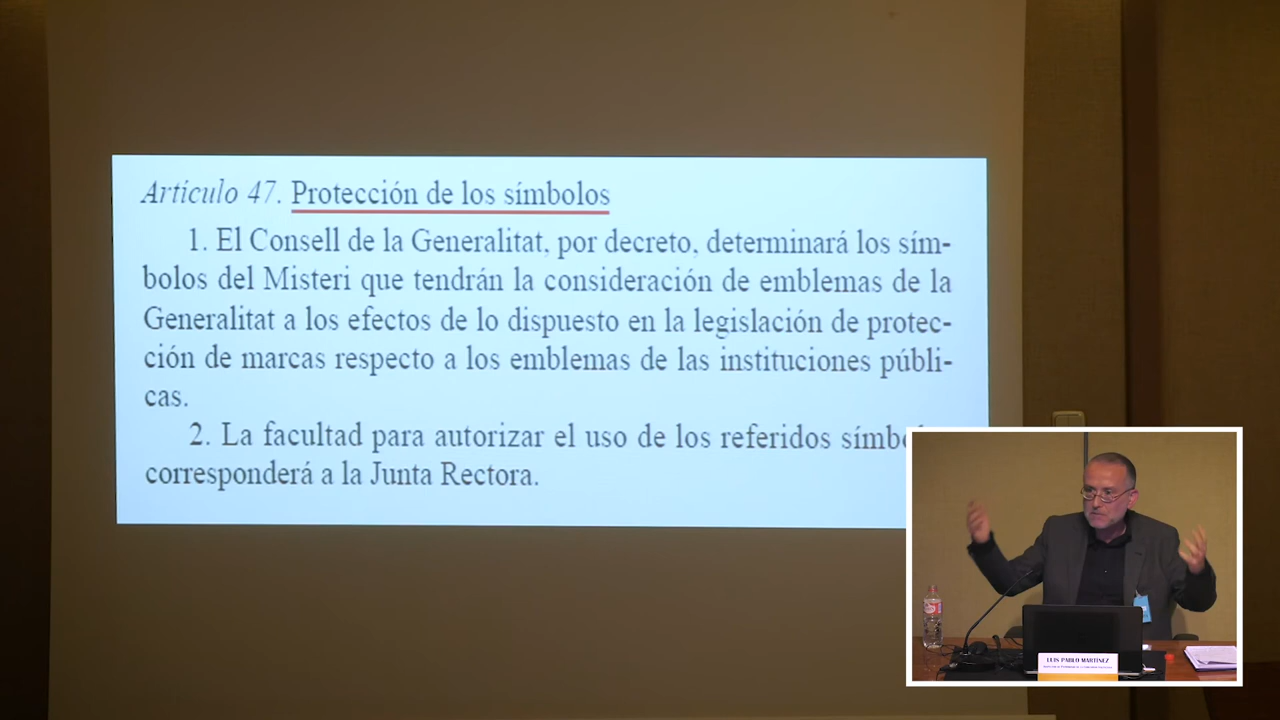 Artículo 47. Protección de los símbolos
1. El Consell de la Generalitat, por decreto, determinará los sím-
bolos del Misteri que tendrán la consideración de emblemas de la
Generalitat a los efectos de lo dispuesto en la legislación de protec-
ción de marcas respecto a los emblemas de las instituciones públi-
cas.
2. La facultad para autorizar el uso de los referidos
corresponderá a la Junta Rectora.
LUIS PABLO MARTÍNEZ